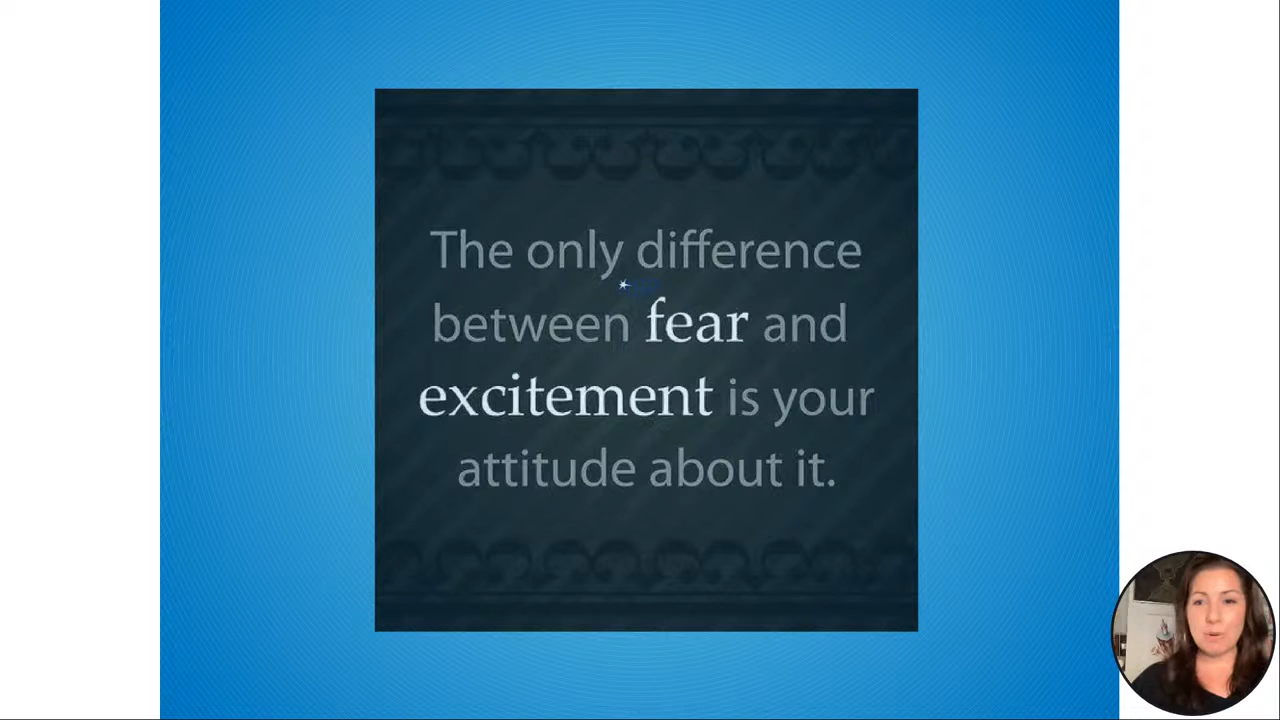 The only difference
between fear and
excitement is your
attitude about it.